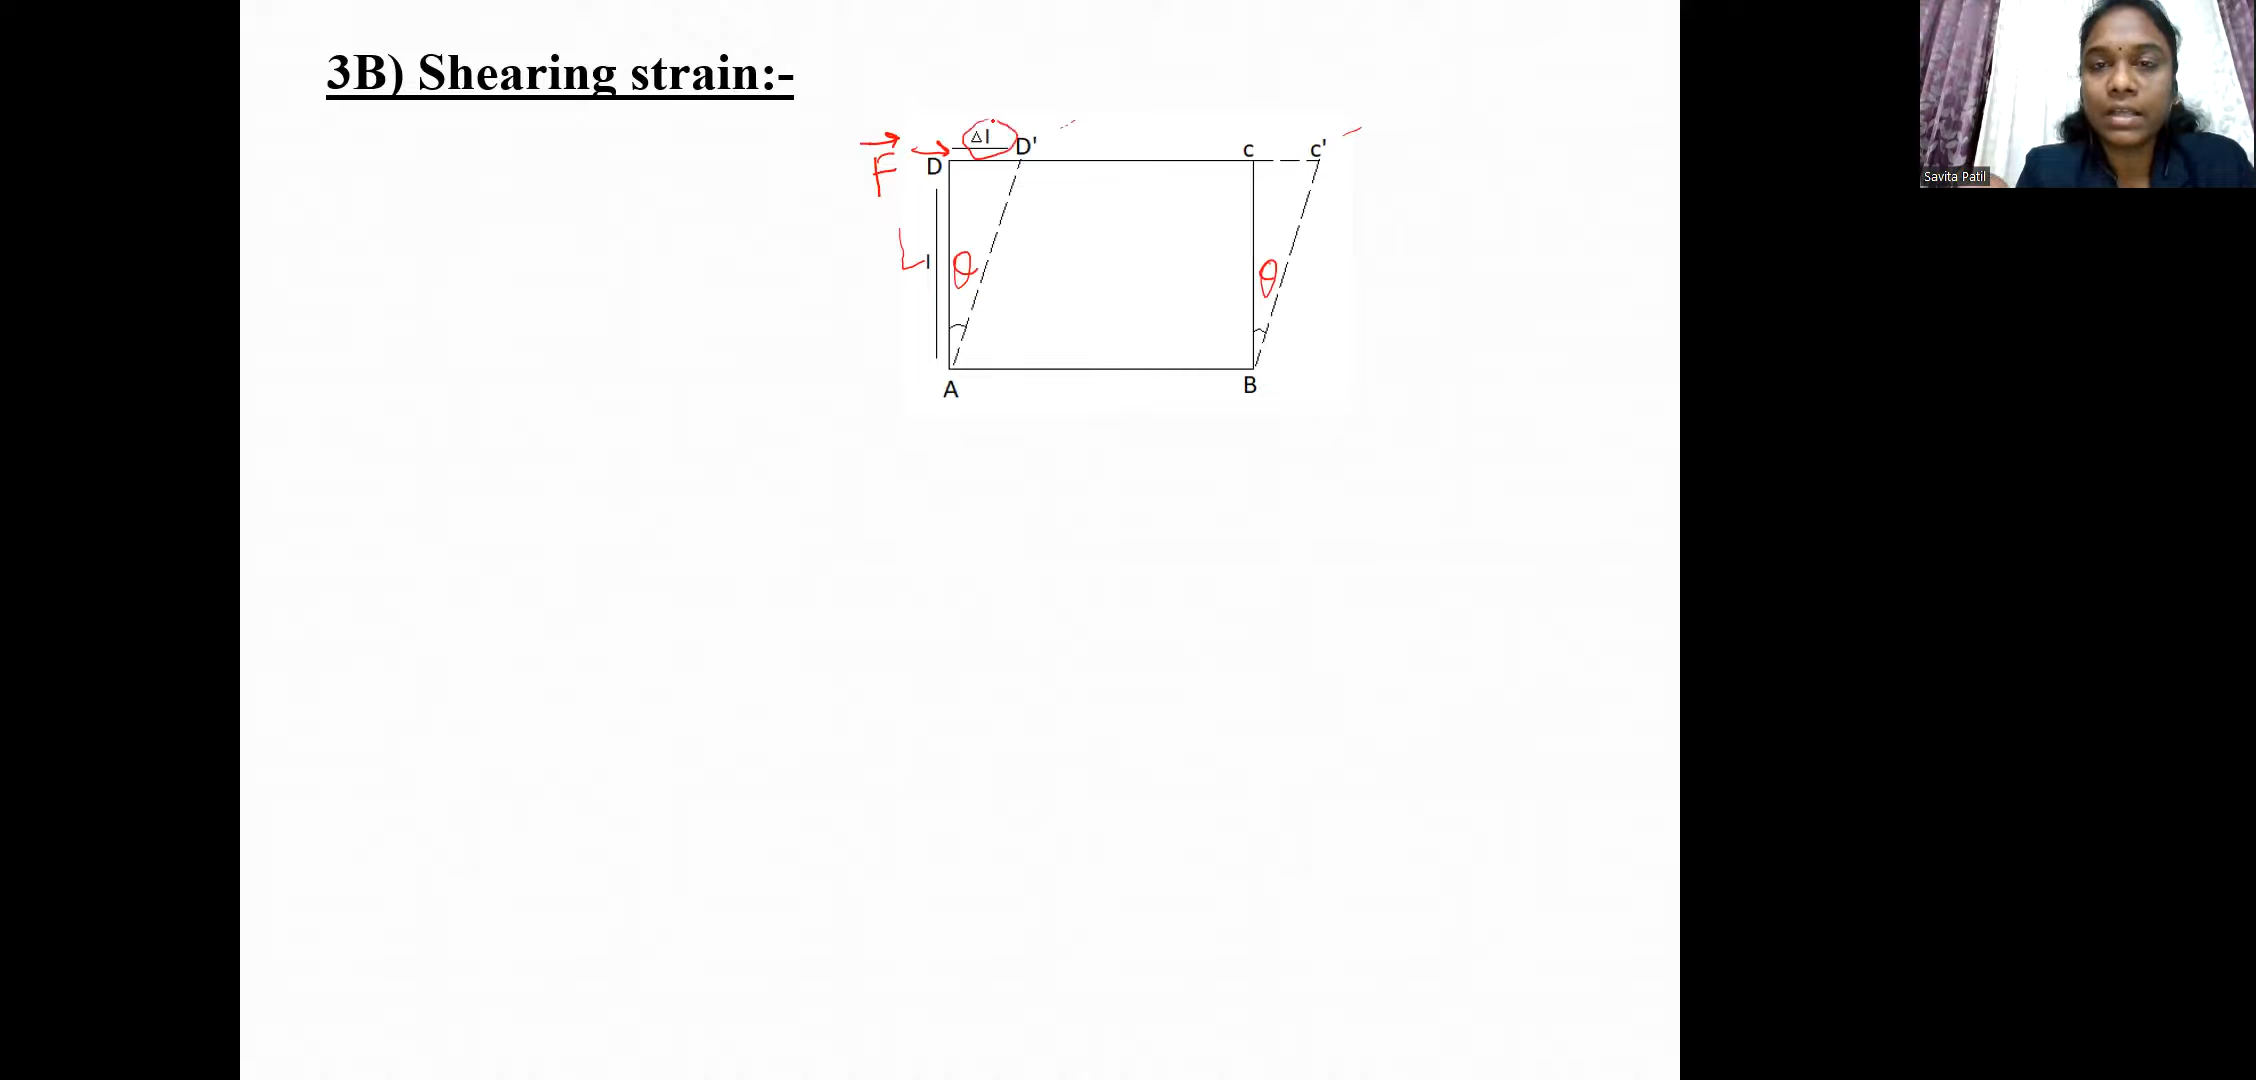 3B) Shearing strain:-
Δl
D'
c
c'
F
D
L
l
θ
θ
A
B
Savita Patil